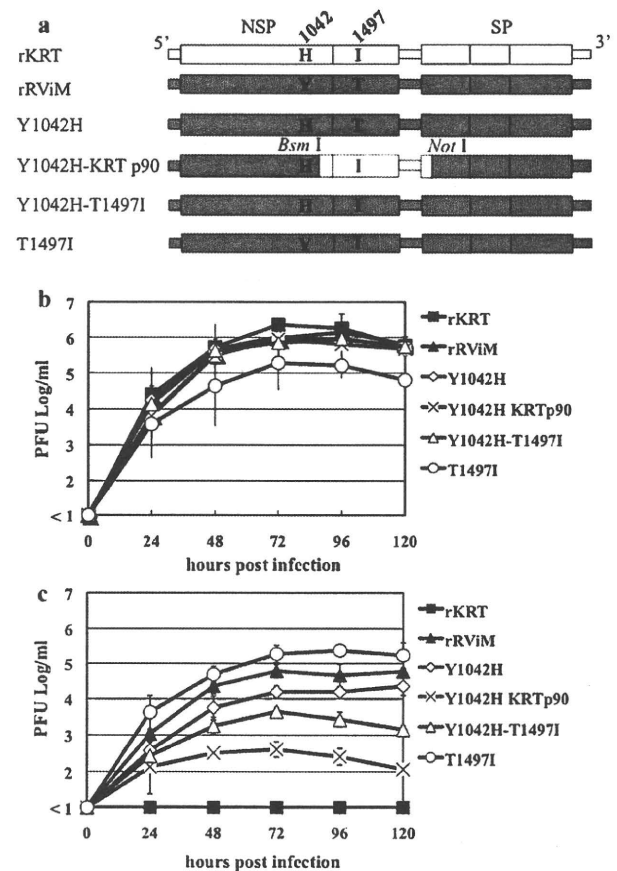 a
NSP 1042 1497 SP
5' 3'
rKRT H I
rRViM Y T
Y1042H H T
Bsm I Not I
Y1042H-KRT p90 H I
Y1042H-T1497I H I
T1497I Y I
b
7
6
5
4
3
2
< 1
PFU Log/ml
0 24 48 72 96 120
hours post infection
rKRT
rRViM
Y1042H
Y1042H KRTp90
Y1042H-T1497I
T1497I
c
7
6
5
4
3
2
< 1
PFU Log/ml
0 24 48 72 96 120
hours post infection
rKRT
rRViM
Y1042H
Y1042H KRTp90
Y1042H-T1497I
T1497I